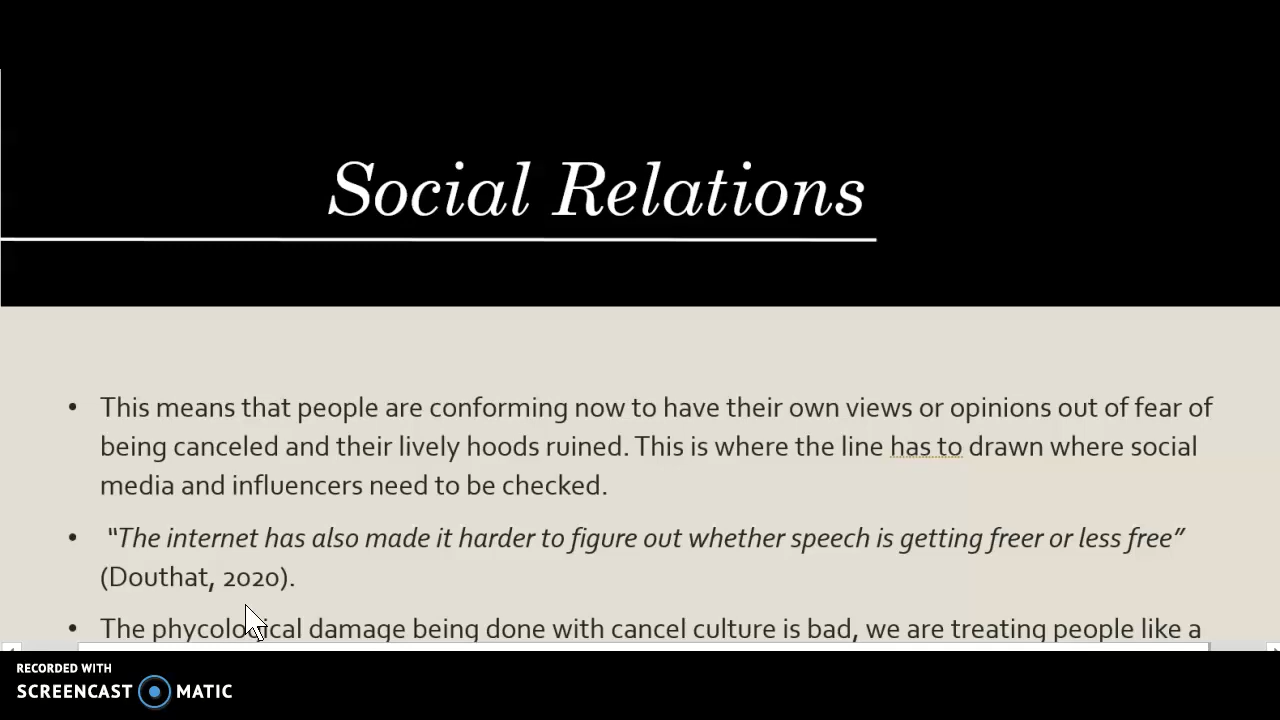 Social Relations
• This means that people are conforming now to have their own views or opinions out of fear of
being canceled and their lively hoods ruined. This is where the line has to drawn where social
media and influencers need to be checked.
• “The internet has also made it harder to figure out whether speech is getting freer or less free”
(Douthat, 2020).
• The phycological damage being done with cancel culture is bad, we are treating people like a
RECORDED WITH
SCREENCAST MATIC